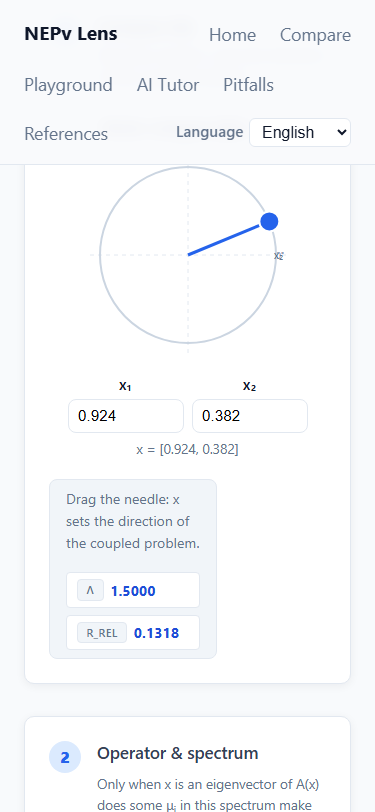 NEPv Lens
Home Compare
Playground AI Tutor Pitfalls
References Language English
x₁ x₂
0.924 0.382
x = [0.924, 0.382]
Drag the needle: x
sets the direction of
the coupled problem.
Λ 1.5000
R_REL 0.1318
2 Operator & spectrum
Only when x is an eigenvector of A(x)
does some μⱼ in this spectrum make